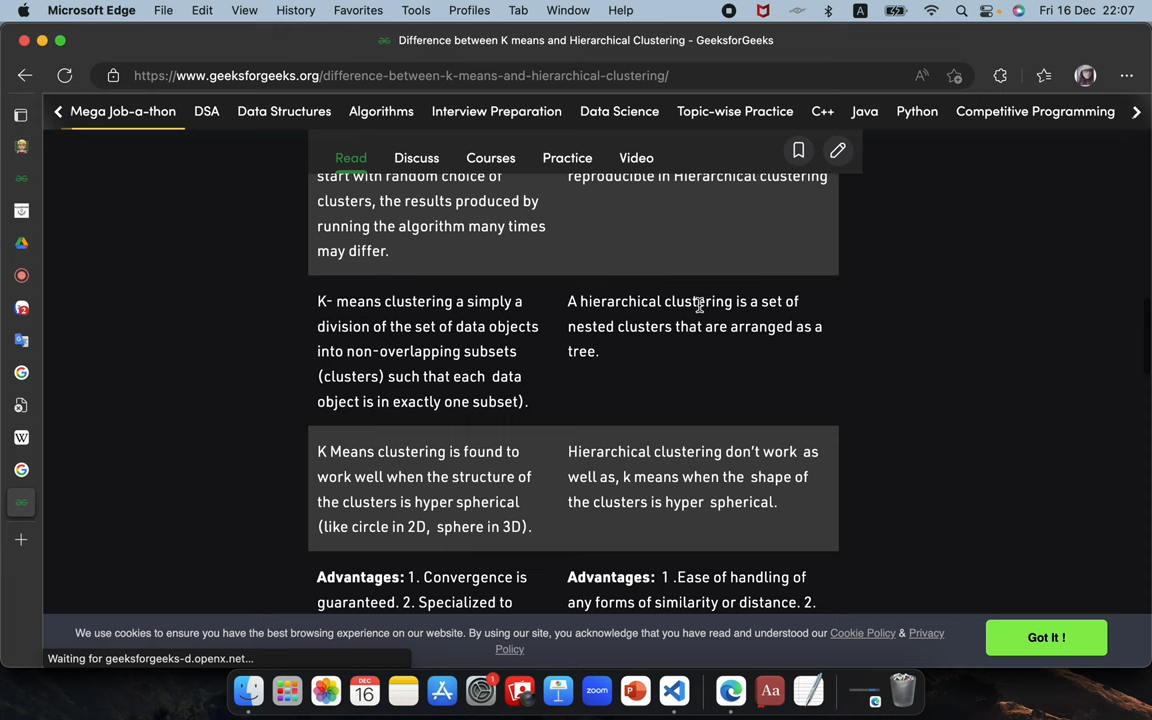 Microsoft Edge File Edit View History Favorites Tools Profiles Tab Window Help A Fri 16 Dec 22:07
Difference between K means and Hierarchical Clustering - GeeksforGeeks
https://www.geeksforgeeks.org/difference-between-k-means-and-hierarchical-clustering/
Mega Job-a-thon DSA Data Structures Algorithms Interview Preparation Data Science Topic-wise Practice C++ Java Python Competitive Programming
Read Discuss Courses Practice Video
start with random choice of
clusters, the results produced by
running the algorithm many times
may differ.
reproducible in Hierarchical clustering
K- means clustering a simply a
division of the set of data objects
into non-overlapping subsets
(clusters) such that each data
object is in exactly one subset).
A hierarchical clustering is a set of
nested clusters that are arranged as a
tree.
K Means clustering is found to
work well when the structure of
the clusters is hyper spherical
(like circle in 2D, sphere in 3D).
Hierarchical clustering don't work as
well as, k means when the shape of
the clusters is hyper spherical.
Advantages: 1. Convergence is
guaranteed. 2. Specialized to
Advantages: 1 .Ease of handling of
any forms of similarity or distance. 2.
We use cookies to ensure you have the best browsing experience on our website. By using our site, you acknowledge that you have read and understood our Cookie Policy & Privacy
Policy
Got It !
Waiting for geeksforgeeks-d.openx.net...
DEC
16
1
zoom
Aa
2
W